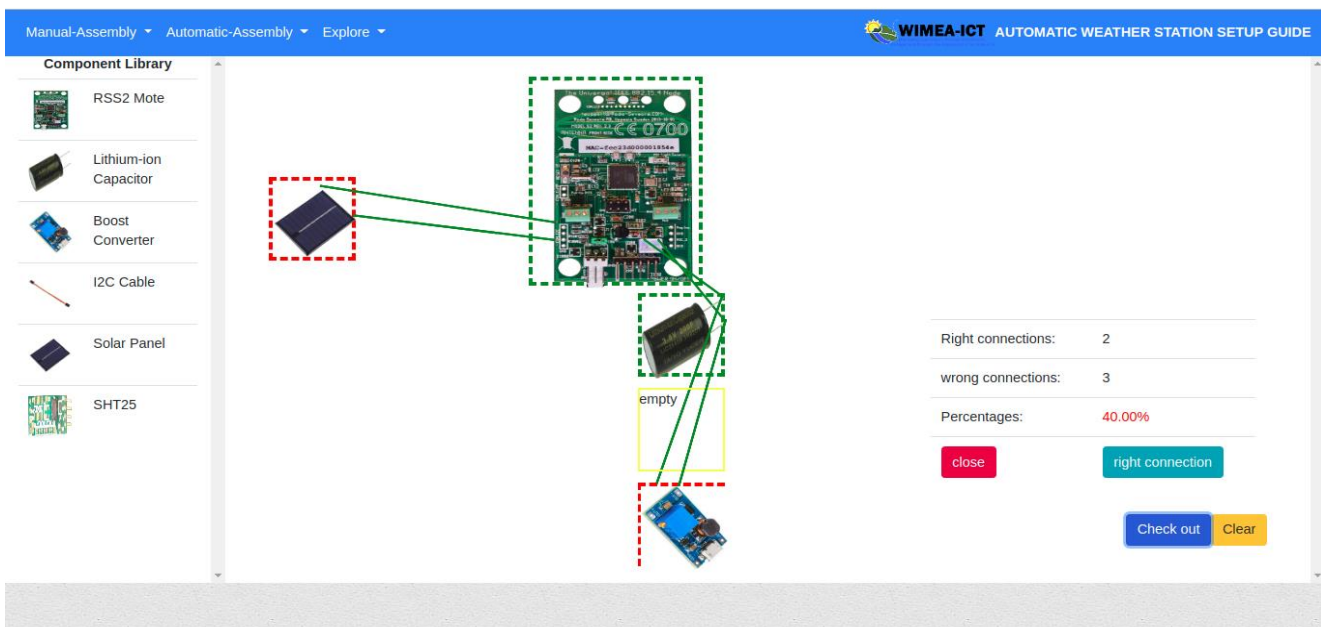 Manual-Assembly Automatic-Assembly Explore WIMEA-ICT AUTOMATIC WEATHER STATION SETUP GUIDE
Component Library
RSS2 Mote
Lithium-ion
Capacitor
Boost
Converter
I2C Cable
Solar Panel
SHT25
0700
empty
Right connections: 2
wrong connections: 3
Percentages: 40.00%
close right connection
Check out Clear